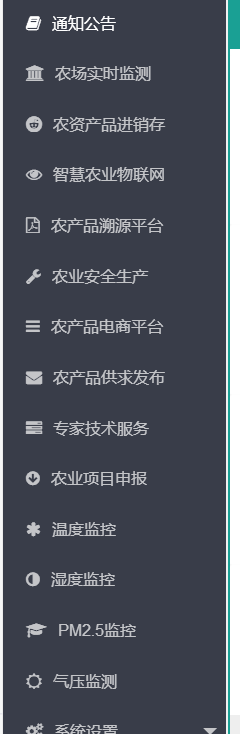 通知公告
农场实时监测
农资产品进销存
智慧农业物联网
农产品溯源平台
农业安全生产
农产品电商平台
农产品供求发布
专家技术服务
农业项目申报
温度监控
湿度监控
PM2.5监控
气压监测
系统设置